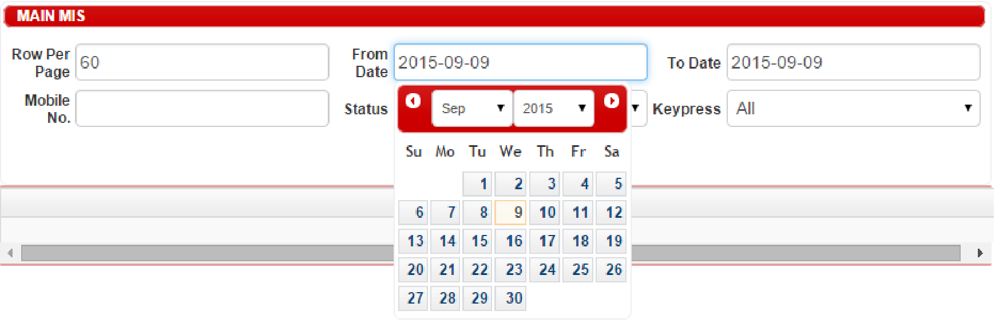 MAIN MIS
Row Per Page 60 From Date 2015-09-09 To Date 2015-09-09
Mobile No. Status Keypress All
Sep 2015
Su Mo Tu We Th Fr Sa
1 2 3 4 5
6 7 8 9 10 11 12
13 14 15 16 17 18 19
20 21 22 23 24 25 26
27 28 29 30